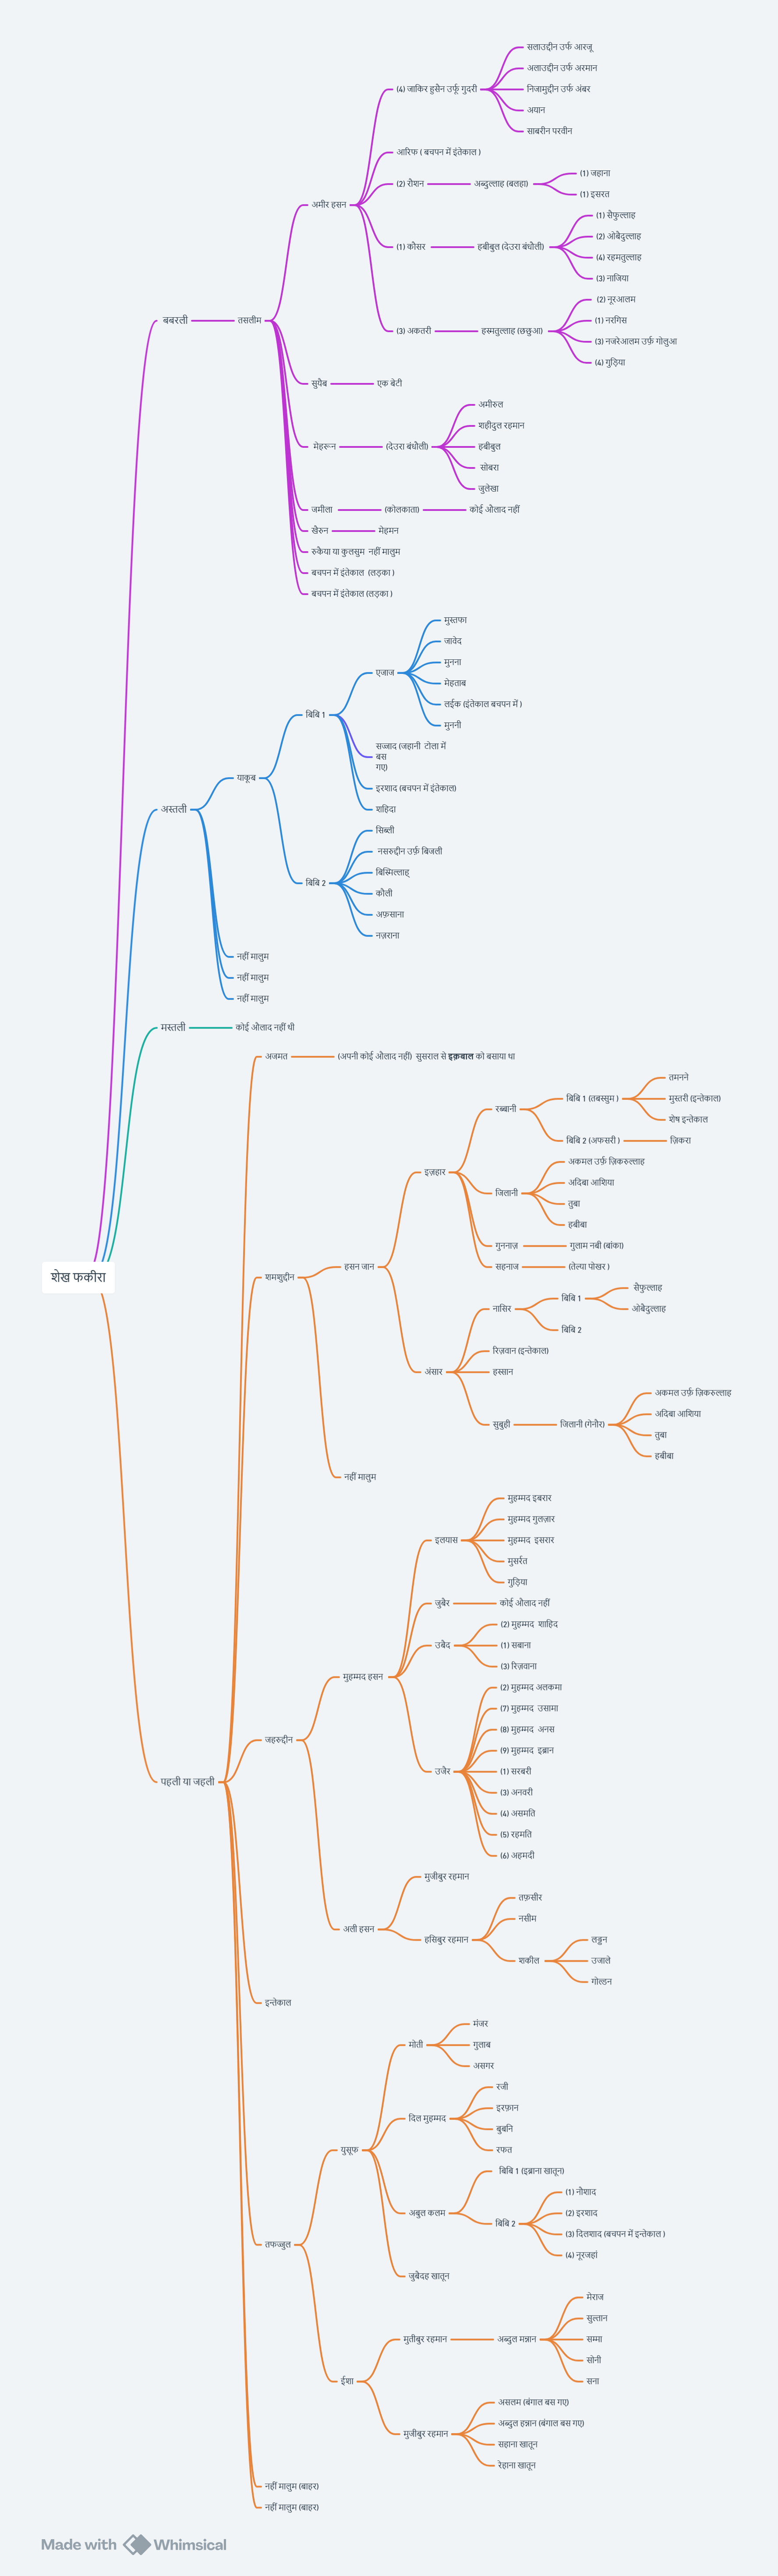 सलाउद्दीन उर्फ आरजू
अलाउद्दीन उर्फ अरमान
(4) जाकिर हुसैन उर्फू गुदरी
निजामुद्दीन उर्फ अंबर
अयान
साबरीन परवीन
आरिफ ( बचपन में इंतेकाल )
(1) जहाना
(2) रौशन
अब्दुल्लाह (बलहा)
(1) इसरत
अमीर हसन
(1) सैफुल्लाह
(2) ओबैदुल्लाह
(1) कौसर
हबीबुल (देउरा बंधौली)
(4) रहमतुल्लाह
(3) नाजिया
(2) नूरआलम
बबरली
तसलीम
(1) नरगिस
(3) अकतरी
हस्मतुल्लाह (छछुआ)
(3) नजरेआलम उर्फ़ गोलुआ
(4) गुड़िया
सुयैब
एक बेटी
अमीरुल
शहीदुल रहमान
मेहरून
(देउरा बंधौली)
हबीबुल
सोबरा
जुलेखा
जमीला
(कोलकाता)
कोई औलाद नहीं
खैरुन
मेहमन
रुकैया या कुलसुम नहीं मालुम
बचपन में इंतेकाल (लड़का )
बचपन में इंतेकाल (लड़का )
मुस्तफा
जावेद
मुनना
एजाज
मेहताब
लईक (इंतेकाल बचपन में )
बिबि 1
मुननी
सज्जाद (जहानी टोला में
बस
गए)
याकूब
इरशाद (बचपन में इंतेकाल)
अस्तली
शहिदा
सिब्ली
नसरुद्दीन उर्फ़ बिजली
बिस्मिल्लाह्
बिबि 2
कौली
अफ़साना
नज़राना
नहीं मालुम
नहीं मालुम
नहीं मालुम
मस्तली
कोई औलाद नहीं थी
अजमत
(अपनी कोई औलाद नहीं) सुसराल से इक़बाल को बसाया था
तमनने
बिबि 1 (तबस्सुम )
मुस्तरी (इन्तेकाल)
रब्बानी
शेष इन्तेकाल
बिबि 2 (अफसरी )
ज़िकरा
अकमल उर्फ़ ज़िकरुल्लाह
इज़हार
अदिबा आशिया
जिलानी
तुबा
हबीबा
गुननाज़
गुलाम नबी (बांका)
हसन जान
सहनाज
(तेल्या पोखर )
शेख फकीरा
शमशुद्दीन
सैफुल्लाह
बिबि 1
नासिर
ओबैदुल्लाह
बिबि 2
रिज़वान (इन्तेकाल)
अंसार
हस्सान
अकमल उर्फ़ ज़िकरुल्लाह
अदिबा आशिया
सुबुही
जिलानी (गेनौर)
तुबा
हबीबा
नहीं मालुम
मुहम्मद इबरार
मुहम्मद गुलज़ार
इलयास
मुहम्मद इसरार
मुसर्रत
गुड़िया
जुबैर
कोई औलाद नहीं
(2) मुहम्मद शाहिद
उबैद
(1) सबाना
(3) रिज़वाना
मुहम्मद हसन
(2) मुहम्मद अलकमा
(7) मुहम्मद उसामा
(8) मुहम्मद अनस
जहरुद्दीन
(9) मुहम्मद इब्रान
उजैर
(1) सरबरी
पहली या जहली
(3) अनवरी
(4) असमति
(5) रहमति
(6) अहमदी
मुजीबुर रहमान
तफ़सीर
नसीम
अली हसन
हसिबुर रहमान
लड्डन
शकील
उजाले
गोल्डन
इन्तेकाल
मंजर
मोती
गुलाब
असगर
रजी
इरफ़ान
दिल मुहम्मद
बुबनि
युसूफ
रफत
बिबि 1 (इब्राना खातून)
(1) नौशाद
अबुल कलम
(2) इरशाद
बिबि 2
(3) दिलशाद (बचपन में इन्तेकाल )
तफज्जुल
(4) नूरजहां
जुबैदह खातून
मेराज
सुल्तान
मुतीबुर रहमान
अब्दुल मन्नान
सम्मा
सोनी
ईशा
सना
असलम (बंगाल बस गए)
अब्दुल हन्नान (बंगाल बस गए)
मुजीबुर रहमान
सहाना खातून
रेहाना खातून
नहीं मालुम (बाहर)
नहीं मालुम (बाहर)
Made with Whimsical